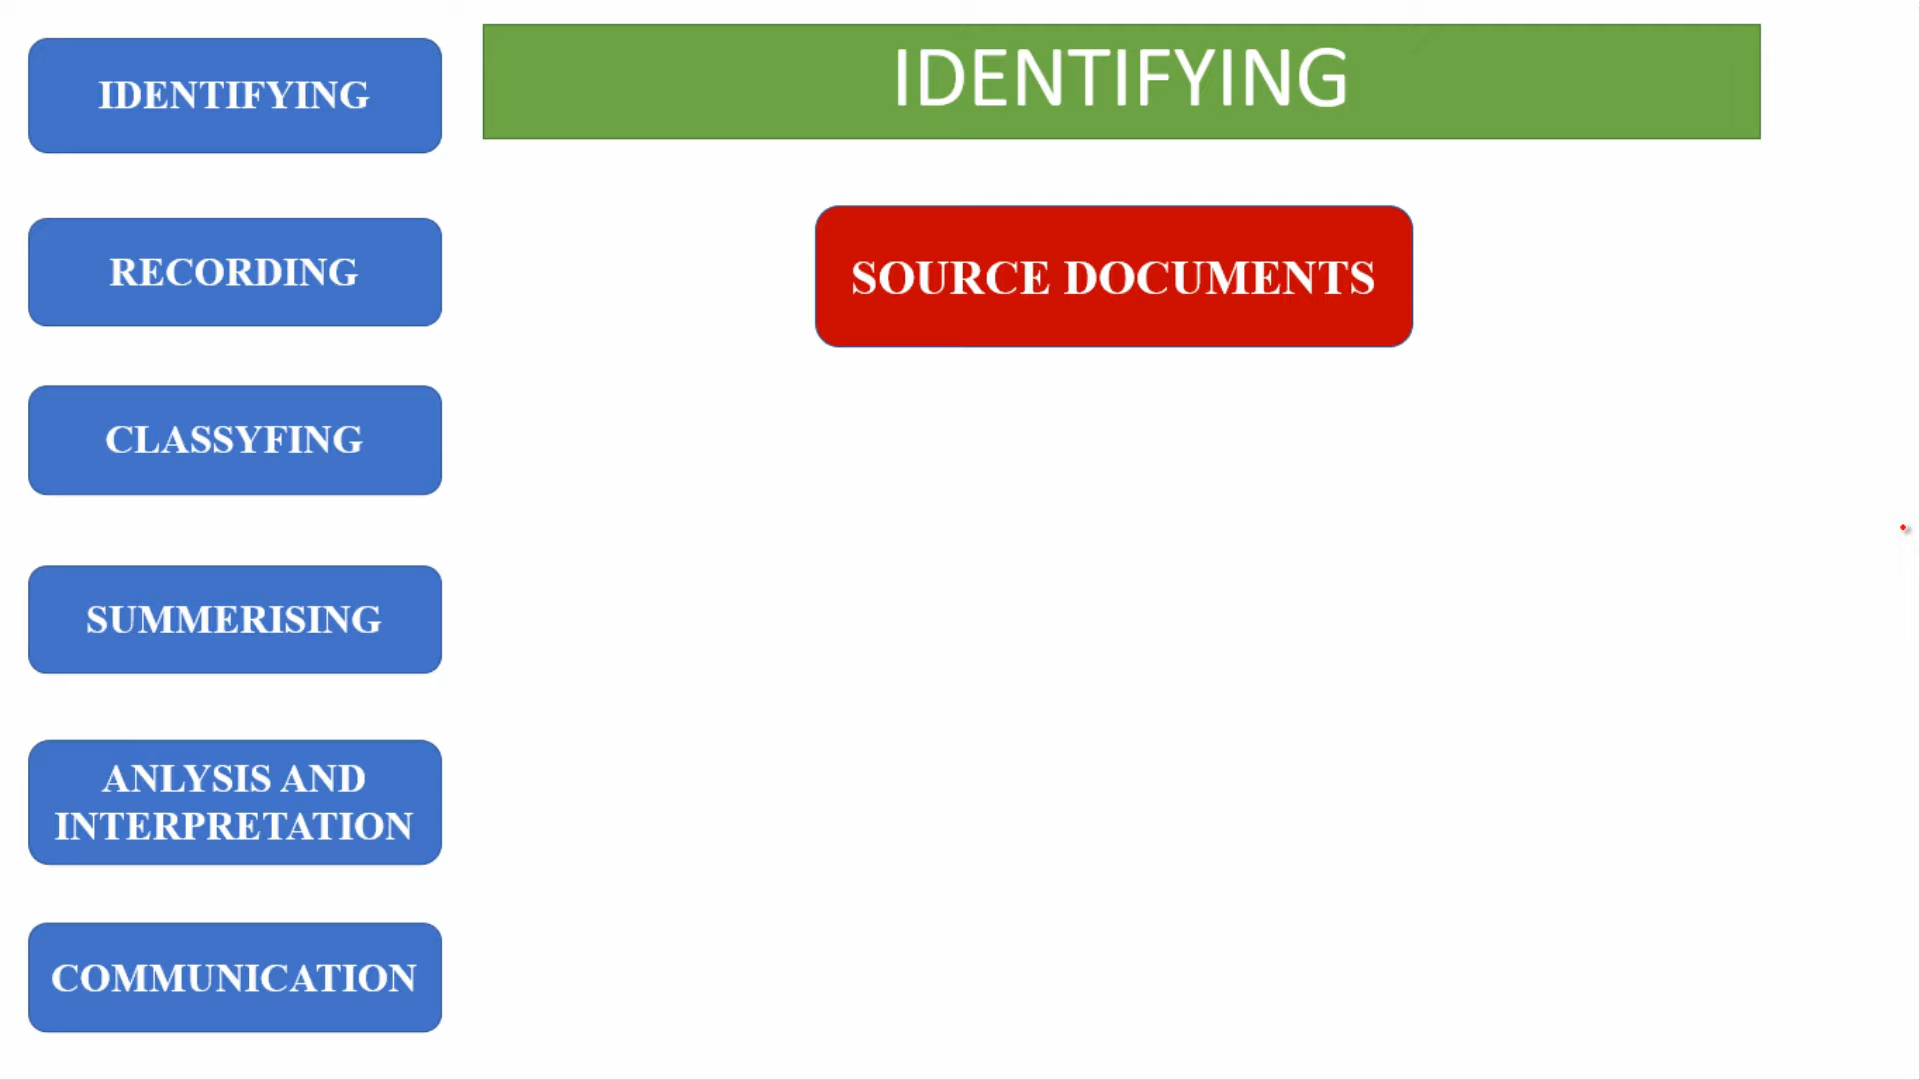 IDENTIFYING
RECORDING
CLASSYFING
SUMMERISING
ANLYSIS AND
INTERPRETATION
COMMUNICATION
IDENTIFYING
SOURCE DOCUMENTS